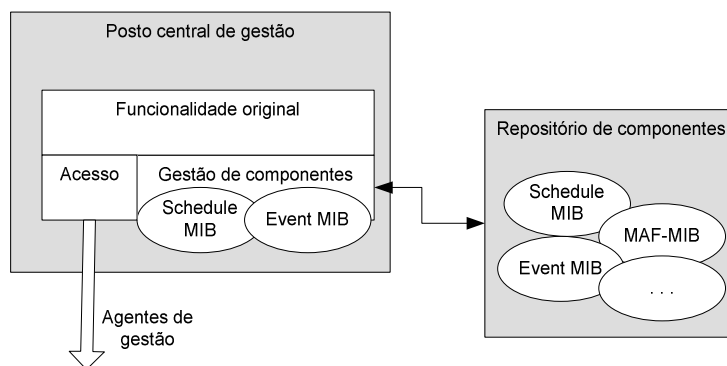 Posto central de gestão
Funcionalidade original
Acesso
Gestão de componentes
Schedule
MIB
Event MIB
Agentes de
gestão
Repositório de componentes
Schedule
MIB
MAF-MIB
Event MIB
. . .